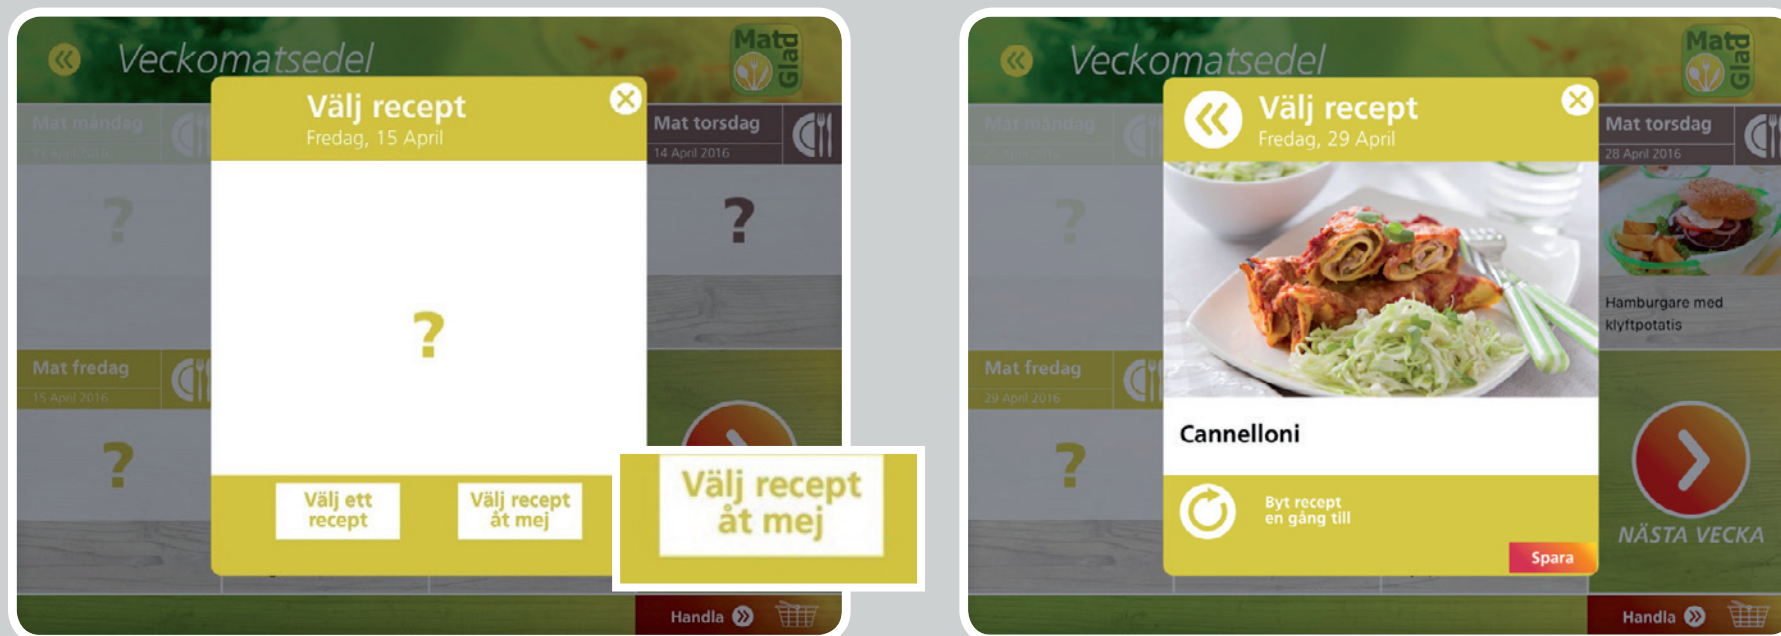 Veckomatsedel
Matd
Glad
Välj recept
Fredag, 15 April
Mat måndag
Mat torsdag
14 April 2016
?
?
?
Mat fredag
15 April 2016
?
Välj ett
recept
Välj recept
åt mej
Välj recept
åt mej
Handla
Veckomatsedel
Matd
Glad
Välj recept
Fredag, 29 April
Mat måndag
Mat torsdag
28 April 2016
?
Hamburgare med
klyftpotatis
Mat fredag
29 April 2016
?
Cannelloni
Byt recept
en gång till
NÄSTA VECKA
Spara
Handla